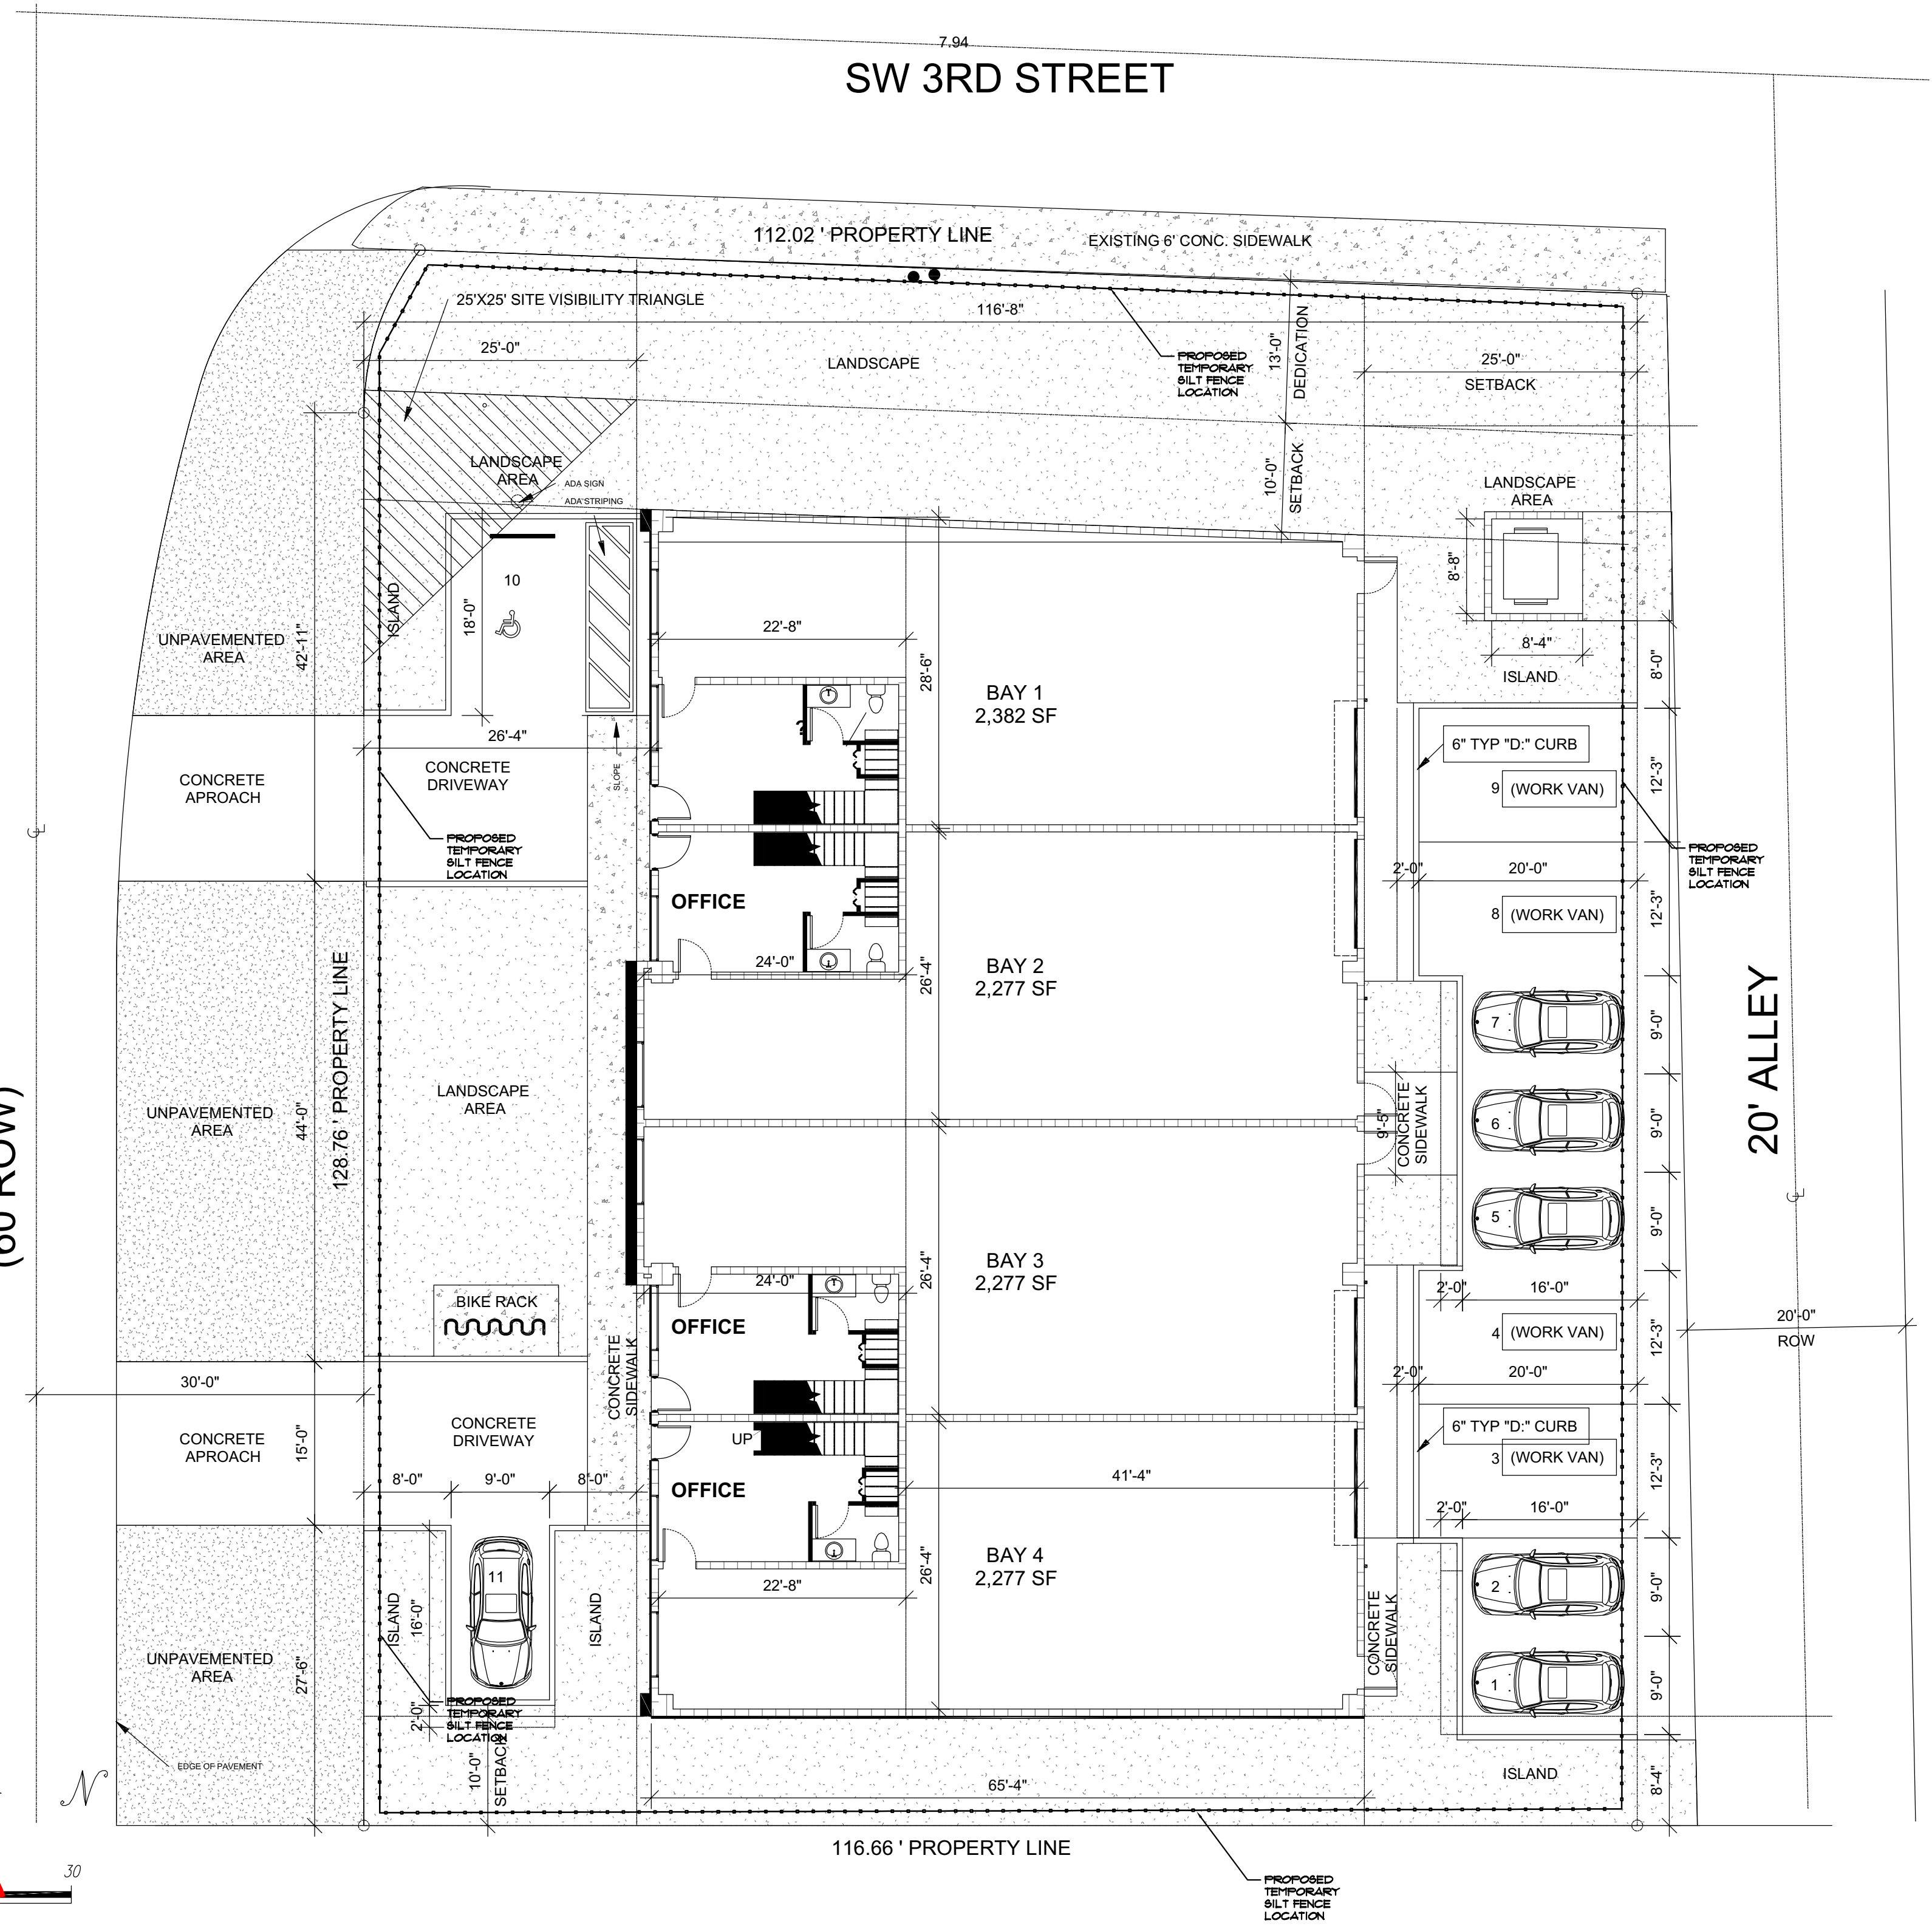 7.94
SW 3RD STREET
112.02 ' PROPERTY LINE
EXISTING 6' CONC. SIDEWALK
25'X25' SITE VISIBILITY TRIANGLE
116'-8"
25'-0"
LANDSCAPE
PROPOSED
TEMPORARY
SILT FENCE
LOCATION
13'-0"
DEDICATION
25'-0"
SETBACK
10'-0"
SETBACK
LANDSCAPE
AREA
ADA SIGN
ADA STRIPING
LANDSCAPE
AREA
8'-8"
8'-4"
ISLAND
8'-0"
10
18'-0"
ISLAND
UNPAVEMENTED
AREA
42'-11"
22'-8"
28'-6"
BAY 1
2,382 SF
26'-4"
CONCRETE
DRIVEWAY
SLOPE
CONCRETE
APROACH
6" TYP "D:" CURB
9
(WORK VAN)
12'-3"
PROPOSED
TEMPORARY
SILT FENCE
LOCATION
PROPOSED
TEMPORARY
SILT FENCE
LOCATION
2'-0"
20'-0"
8
(WORK VAN)
12'-3"
OFFICE
24'-0"
26'-4"
BAY 2
2,277 SF
7
9'-0"
20' ALLEY
128.76 ' PROPERTY LINE
LANDSCAPE
AREA
UNPAVEMENTED
AREA
44'-0"
(60' ROW)
9'-5"
CONCRETE
SIDEWALK
6
9'-0"
5
9'-0"
BAY 3
2,277 SF
24'-0"
26'-4"
2'-0"
16'-0"
BIKE RACK
OFFICE
4
(WORK VAN)
12'-3"
20'-0"
ROW
CONCRETE
SIDEWALK
30'-0"
2'-0"
20'-0"
CONCRETE
DRIVEWAY
CONCRETE
APROACH
15'-0"
UP
6" TYP "D:" CURB
3
(WORK VAN)
12'-3"
8'-0"
9'-0"
8'-0"
OFFICE
41'-4"
2'-0"
16'-0"
BAY 4
2,277 SF
26'-4"
22'-8"
11
ISLAND
16'-0"
ISLAND
2
9'-0"
CONCRETE
SIDEWALK
UNPAVEMENTED
AREA
27'-6"
1
9'-0"
PROPOSED
TEMPORARY
SILT FENCE
LOCATION
2'-0"
10'-0"
SETBACK
EDGE OF PAVEMENT
N
65'-4"
ISLAND
8'-4"
116.66 ' PROPERTY LINE
30
PROPOSED
TEMPORARY
SILT FENCE
LOCATION